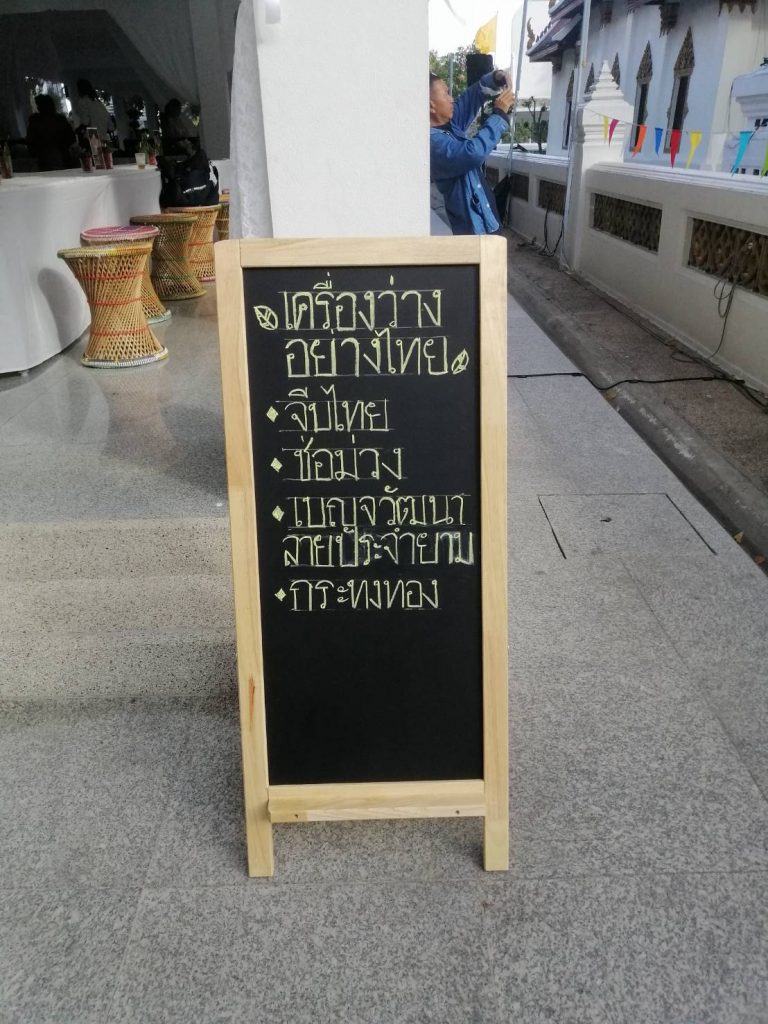 เครื่องว่าง
อย่างไทย
จีบไทย
ช่อม่วง
เบญจวัฒนา
ลายประจำยาม
กระทงทอง